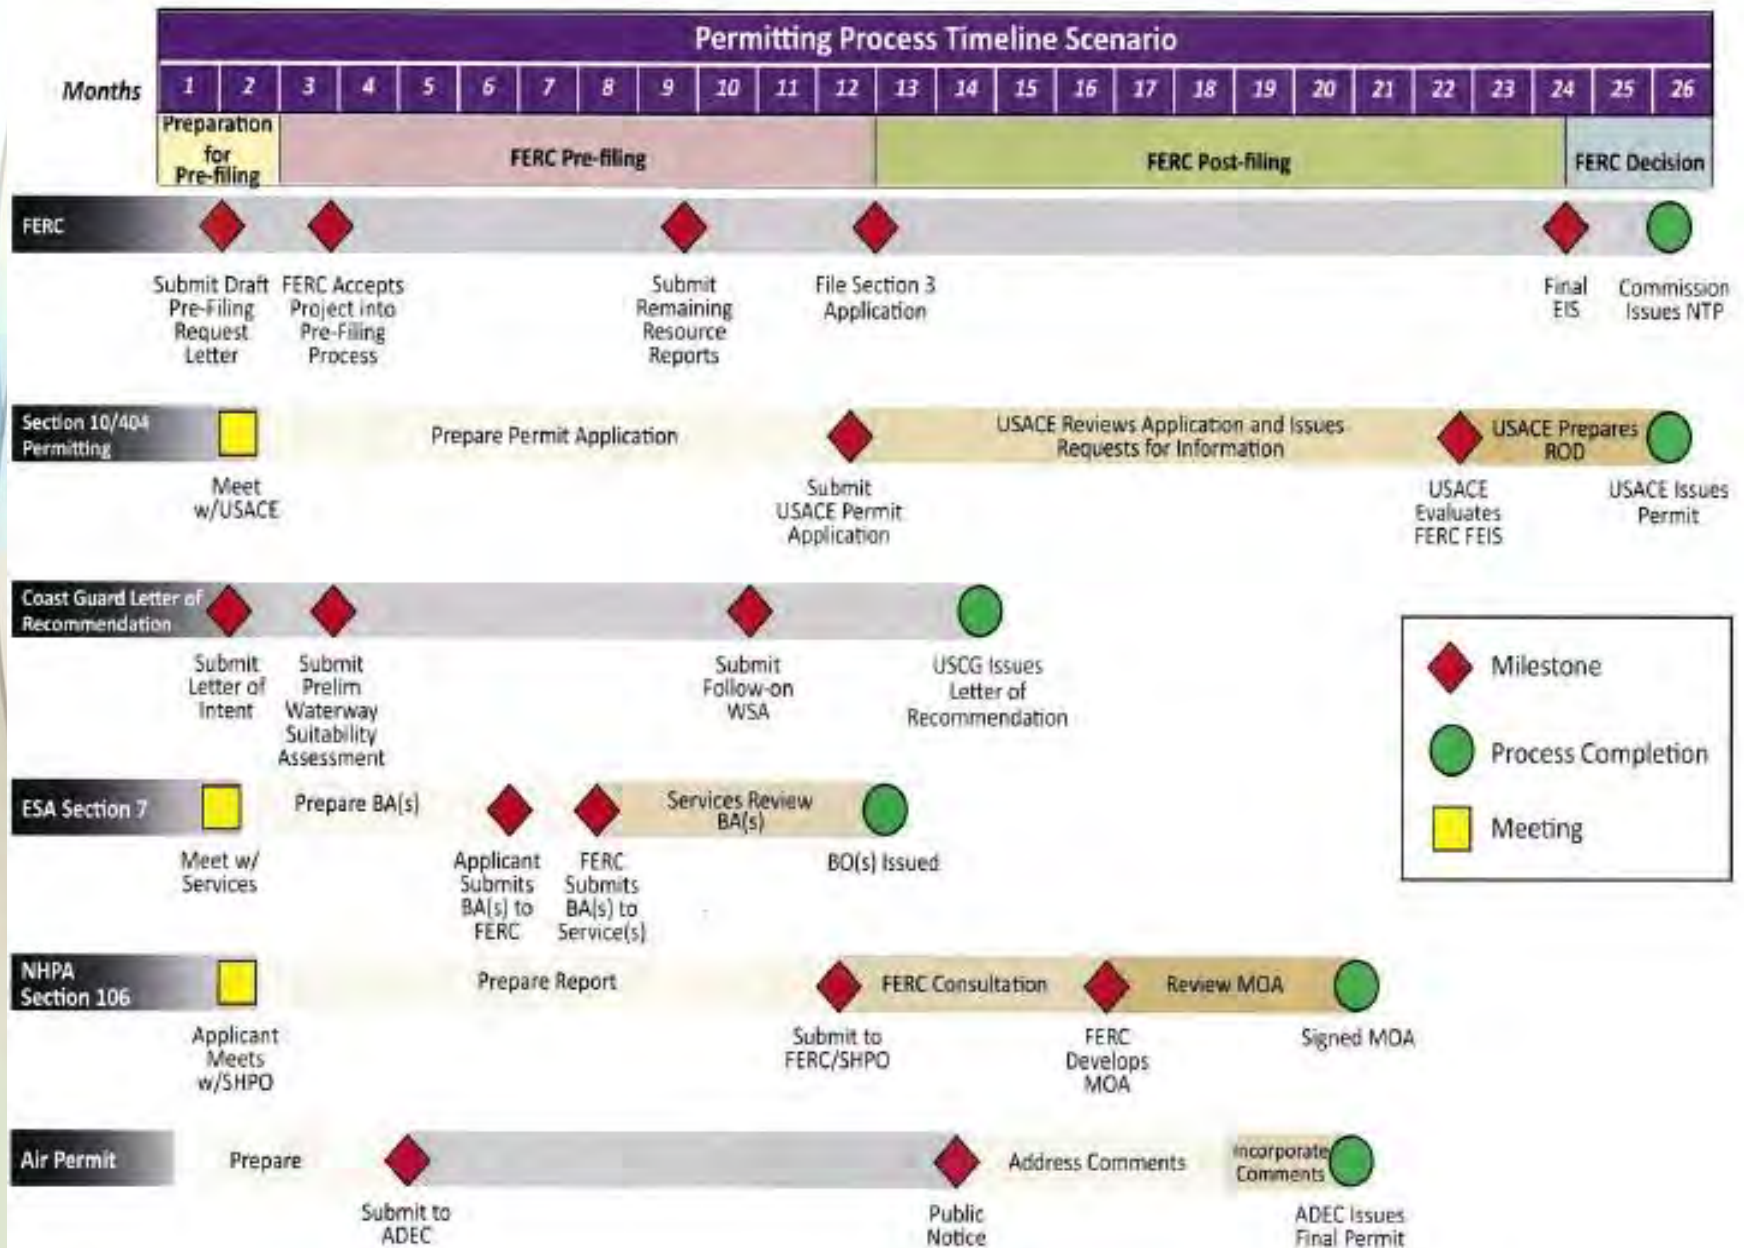 Permitting Process Timeline Scenario
Months 1 2 3 4 5 6 7 8 9 10 11 12 13 14 15 16 17 18 19 20 21 22 23 24 25 26
Preparation
for
Pre-filing
FERC Pre-filing
FERC Post-filing
FERC Decision
FERC
Submit Draft
Pre-Filing
Request
Letter
FERC Accepts
Project into
Pre-Filing
Process
Submit
Remaining
Resource
Reports
File Section 3
Application
Final
EIS
Commission
Issues NTP
Section 10/404
Permitting
Prepare Permit Application
USACE Reviews Application and Issues
Requests for Information
USACE Prepares
ROD
Meet
w/USACE
Submit
USACE Permit
Application
USACE
Evaluates
FERC FEIS
USACE Issues
Permit
Coast Guard Letter of
Recommendation
Submit
Letter of
Intent
Submit
Prelim
Waterway
Suitability
Assessment
Submit
Follow-on
WSA
USCG Issues
Letter of
Recommendation
Milestone
Process Completion
Meeting
ESA Section 7
Prepare BA(s)
Services Review
BA(s)
Meet w/
Services
Applicant
Submits
BA(s) to
FERC
FERC
Submits
BA(s) to
Service(s)
BO(s) Issued
NHPA
Section 106
Prepare Report
FERC Consultation
Review MOA
Applicant
Meets
w/SHPO
Submit to
FERC/SHPO
FERC
Develops
MOA
Signed MOA
Air Permit
Prepare
Address Comments
Incorporate
Comments
Submit to
ADEC
Public
Notice
ADEC Issues
Final Permit